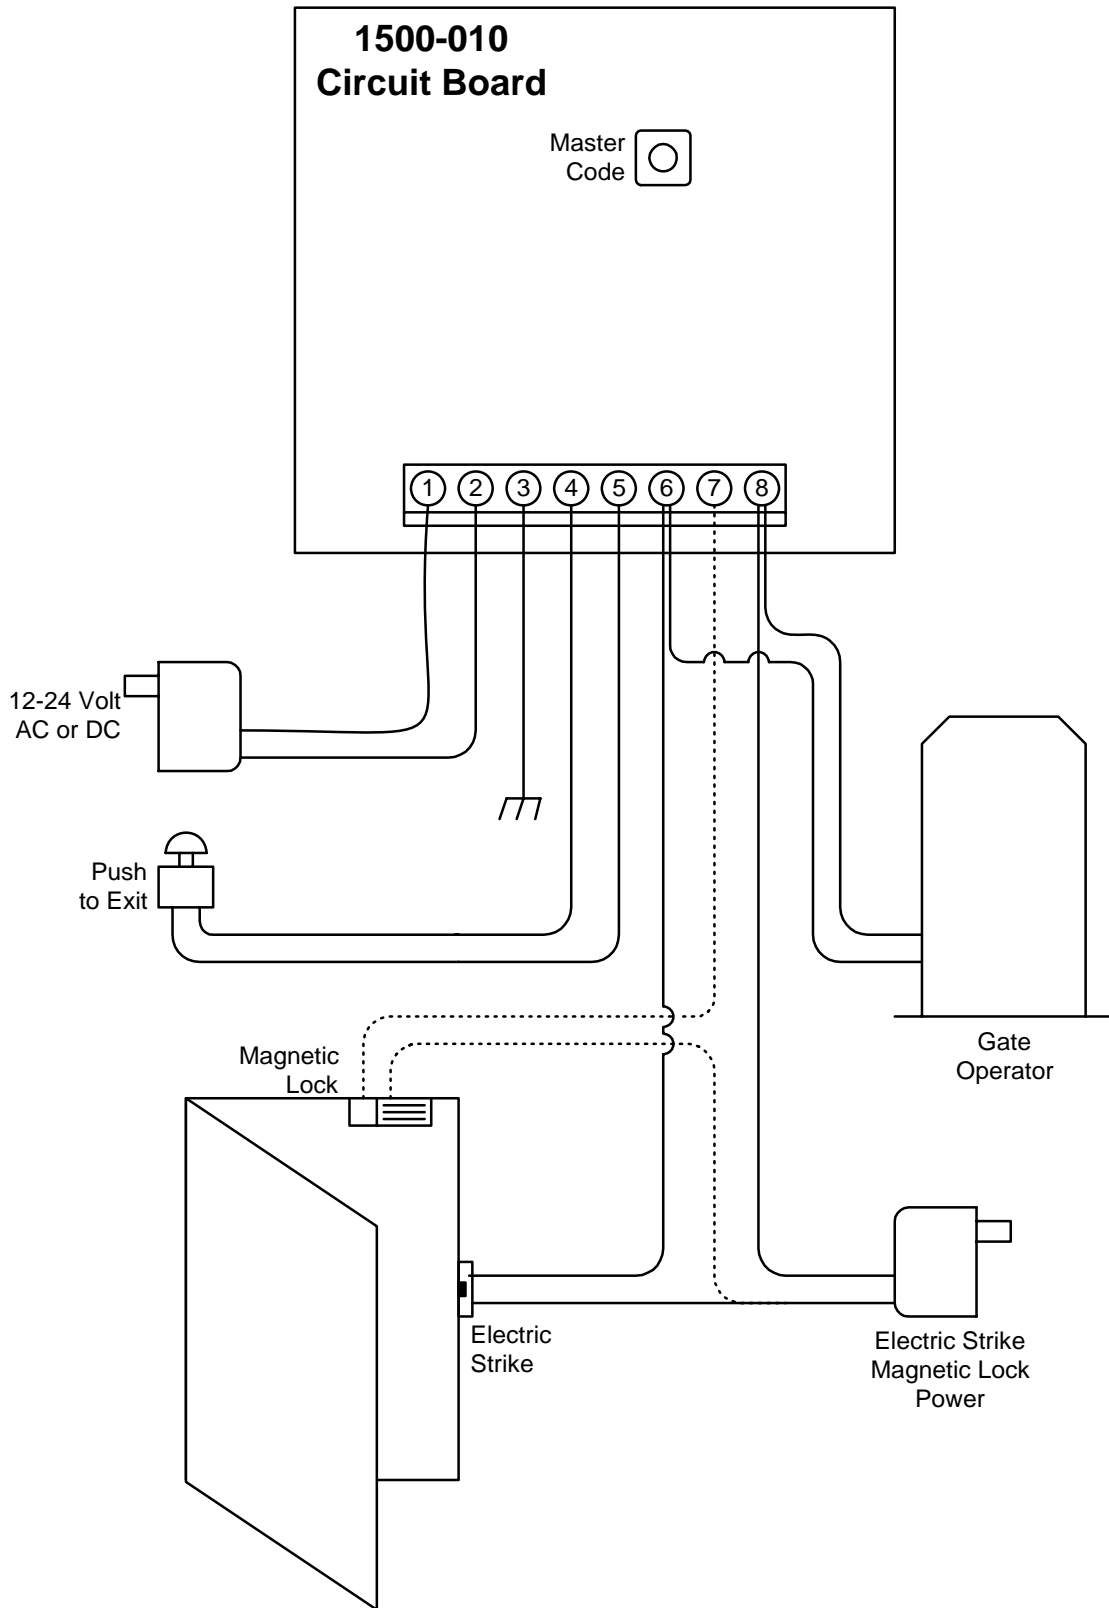 1500-010
Circuit Board
Master
Code
1 2 3 4 5 6 7 8
12-24 Volt
AC or DC
Push
to Exit
Gate
Operator
Magnetic
Lock
Electric
Strike
Electric Strike
Magnetic Lock
Power